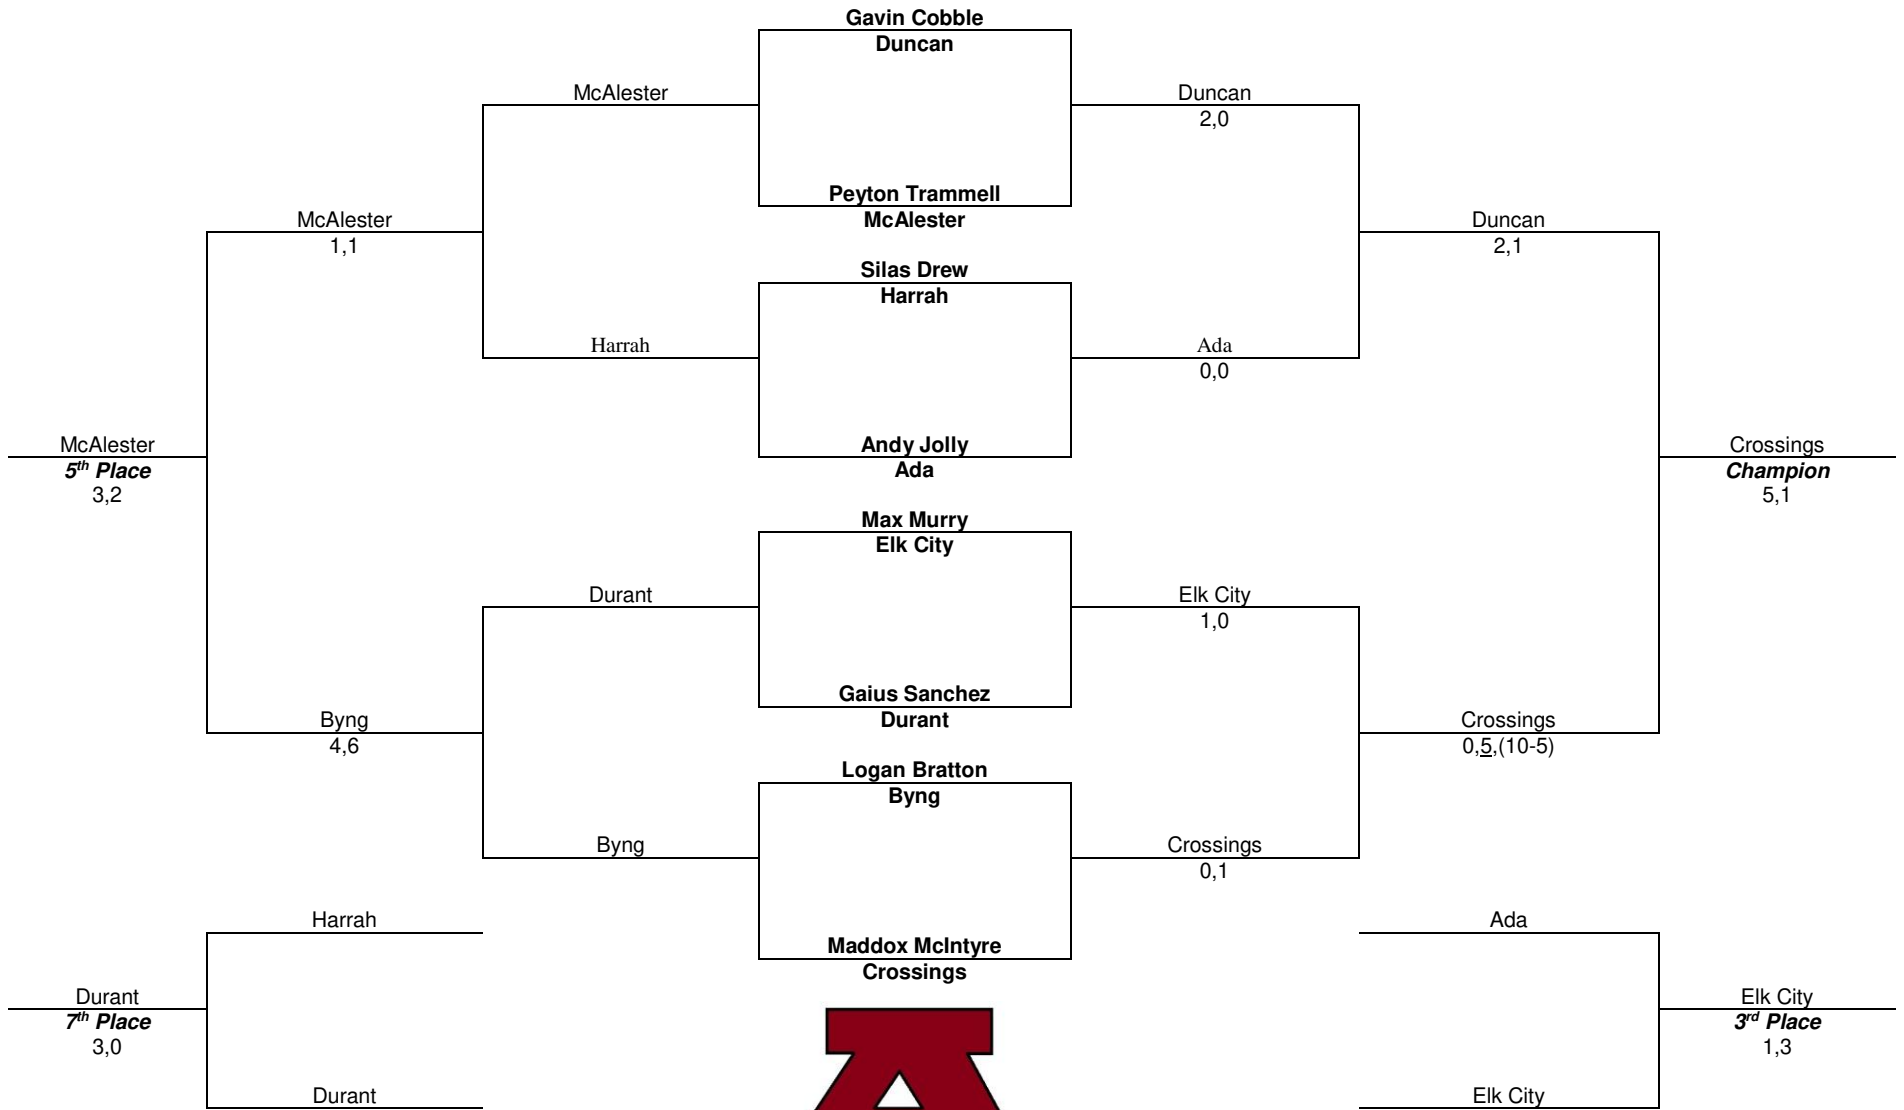 Gavin Cobble
Duncan
McAlester
Duncan
2,0
Peyton Trammell
McAlester
McAlester
1,1
Duncan
2,1
Silas Drew
Harrah
Harrah
Ada
0,0
McAlester
5th Place
3,2
Andy Jolly
Ada
Crossings
Champion
5,1
Max Murry
Elk City
Durant
Elk City
1,0
Gaius Sanchez
Durant
Byng
4,6
Crossings
0,5,(10-5)
Logan Bratton
Byng
Byng
Crossings
0,1
Harrah
Ada
Maddox McIntyre
Crossings
Durant
7th Place
3,0
Elk City
3rd Place
1,3
Durant
Elk City